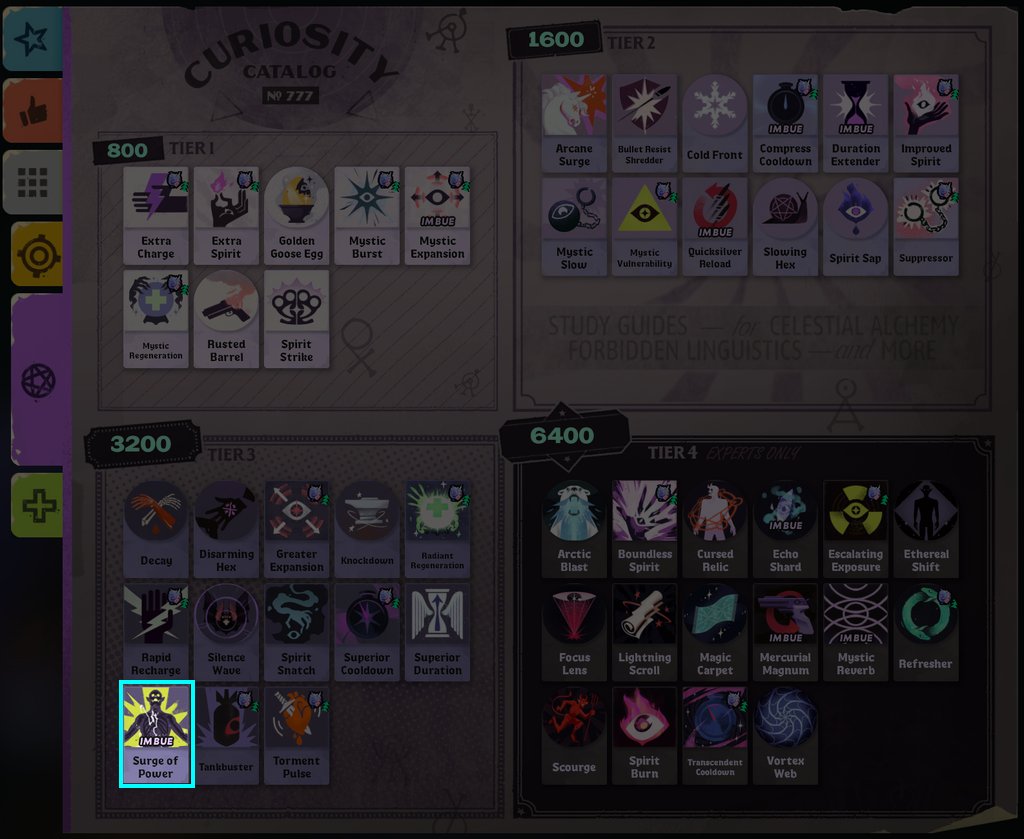 CURIOSITY
CATALOG
Nº 777
800 TIER 1
Extra Charge
Extra Spirit
Golden Goose Egg
Mystic Burst
IMBUE
Mystic Expansion
Mystic Regeneration
Rusted Barrel
Spirit Strike
1600 TIER 2
Arcane Surge
Bullet Resist Shredder
Cold Front
IMBUE
Compress Cooldown
IMBUE
Duration Extender
Improved Spirit
Mystic Slow
Mystic Vulnerability
IMBUE
Quicksilver Reload
Slowing Hex
Spirit Sap
Suppressor
STUDY GUIDES — for CELESTIAL ALCHEMY
FORBIDDEN LINGUISTICS — and MORE
3200 TIER 3
Decay
Disarming Hex
Greater Expansion
Knockdown
Radiant Regeneration
Rapid Recharge
Silence Wave
Spirit Snatch
Superior Cooldown
Superior Duration
IMBUE
Surge of Power
Tankbuster
Torment Pulse
6400 TIER 4 EXPERTS ONLY
Arctic Blast
Boundless Spirit
Cursed Relic
IMBUE
Echo Shard
Escalating Exposure
Ethereal Shift
Focus Lens
Lightning Scroll
Magic Carpet
IMBUE
Mercurial Magnum
IMBUE
Mystic Reverb
Refresher
Scourge
Spirit Burn
Transcendent Cooldown
Vortex Web